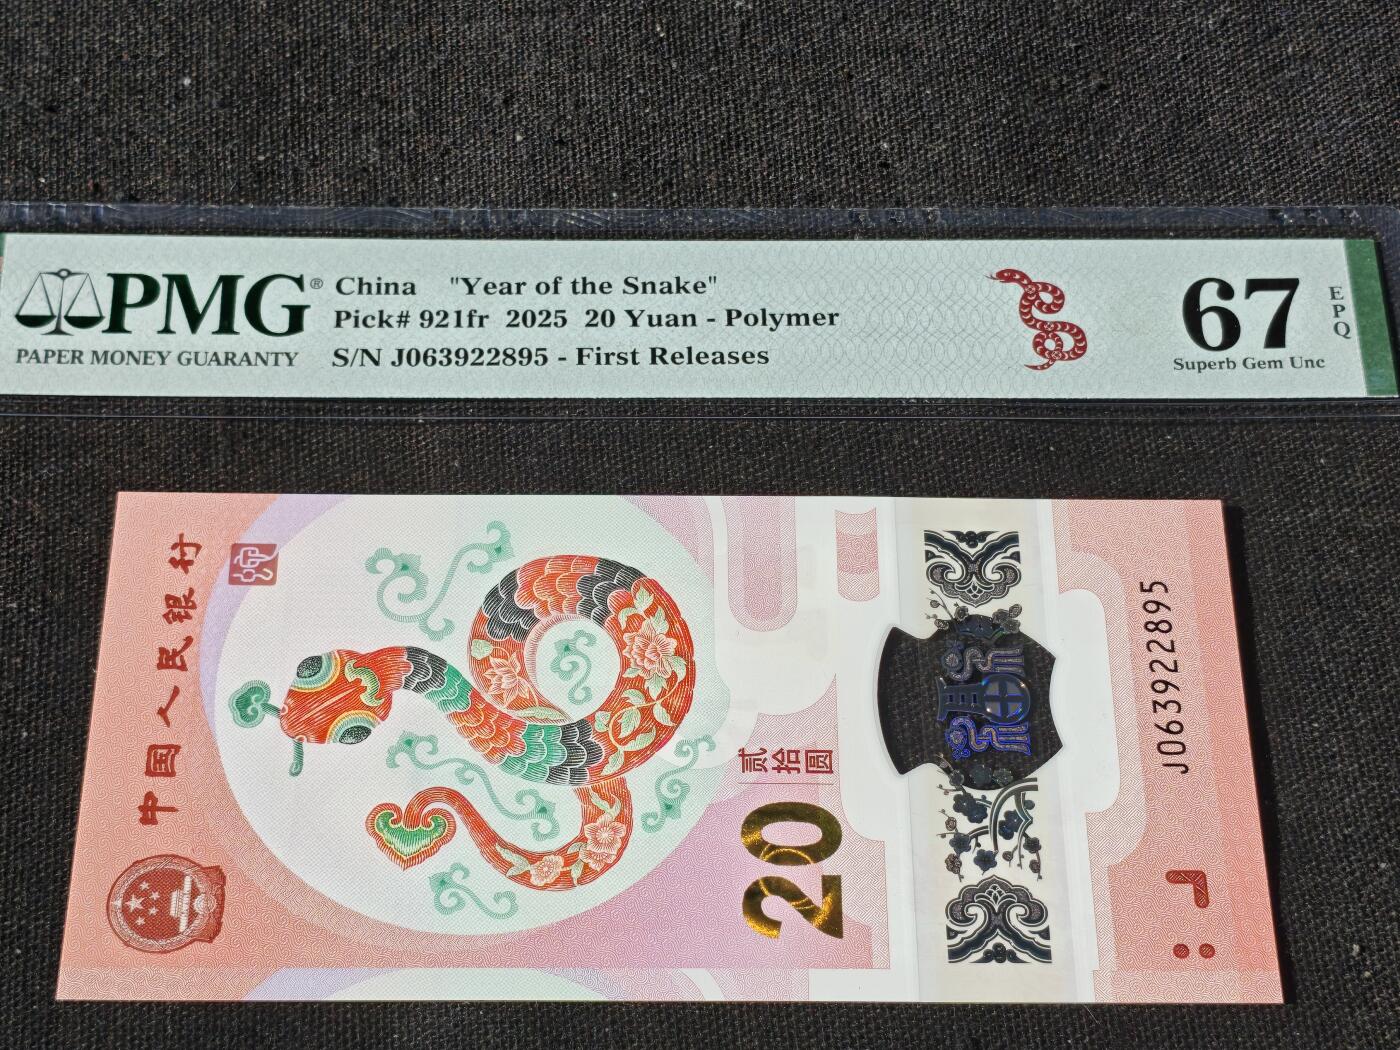 PMG®
PAPER MONEY GUARANTY
China "Year of the Snake"
Pick# 921fr 2025 20 Yuan - Polymer
S/N J063922895 - First Releases
67
EPQ
Superb Gem Unc
中国人民银行
贰拾圆
20
J063922895